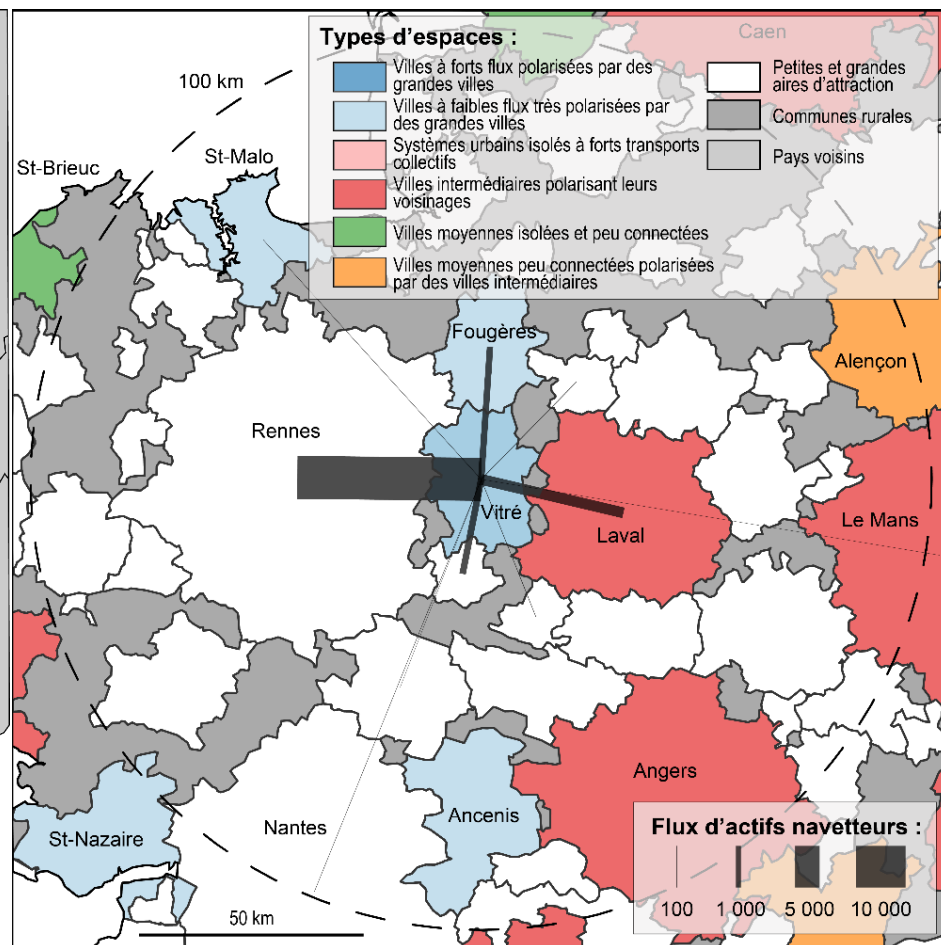 Types d’espaces :
Villes à forts flux polarisées par des
grandes villes
Villes à faibles flux très polarisées par
des grandes villes
Systèmes urbains isolés à forts transports
collectifs
Villes intermédiaires polarisant leurs
voisinages
Villes moyennes isolées et peu connectées
Villes moyennes peu connectées polarisées
par des villes intermédiaires
Petites et grandes
aires d’attraction
Communes rurales
Pays voisins
Caen
100 km
St-Brieuc
St-Malo
Fougères
Alençon
Rennes
Vitré
Laval
Le Mans
Angers
Ancenis
Nantes
St-Nazaire
50 km
Flux d’actifs navetteurs :
100
1 000
5 000
10 000